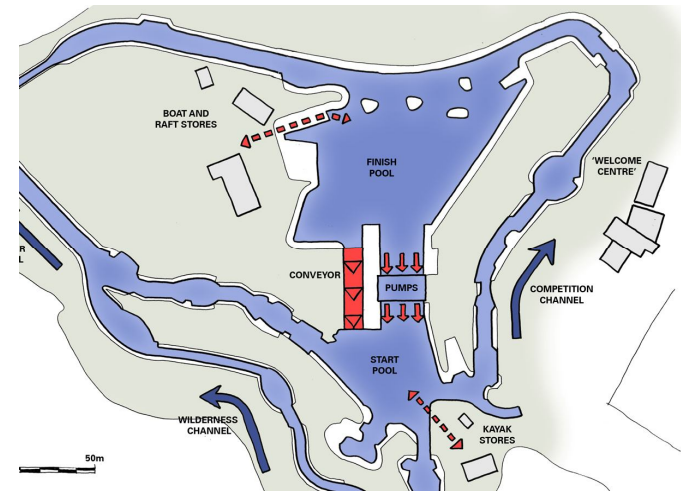 BOAT AND
RAFT STORES
FINISH
POOL
'WELCOME
CENTRE'
CONVEYOR
PUMPS
COMPETITION
CHANNEL
START
POOL
WILDERNESS
CHANNEL
KAYAK
STORES
50m